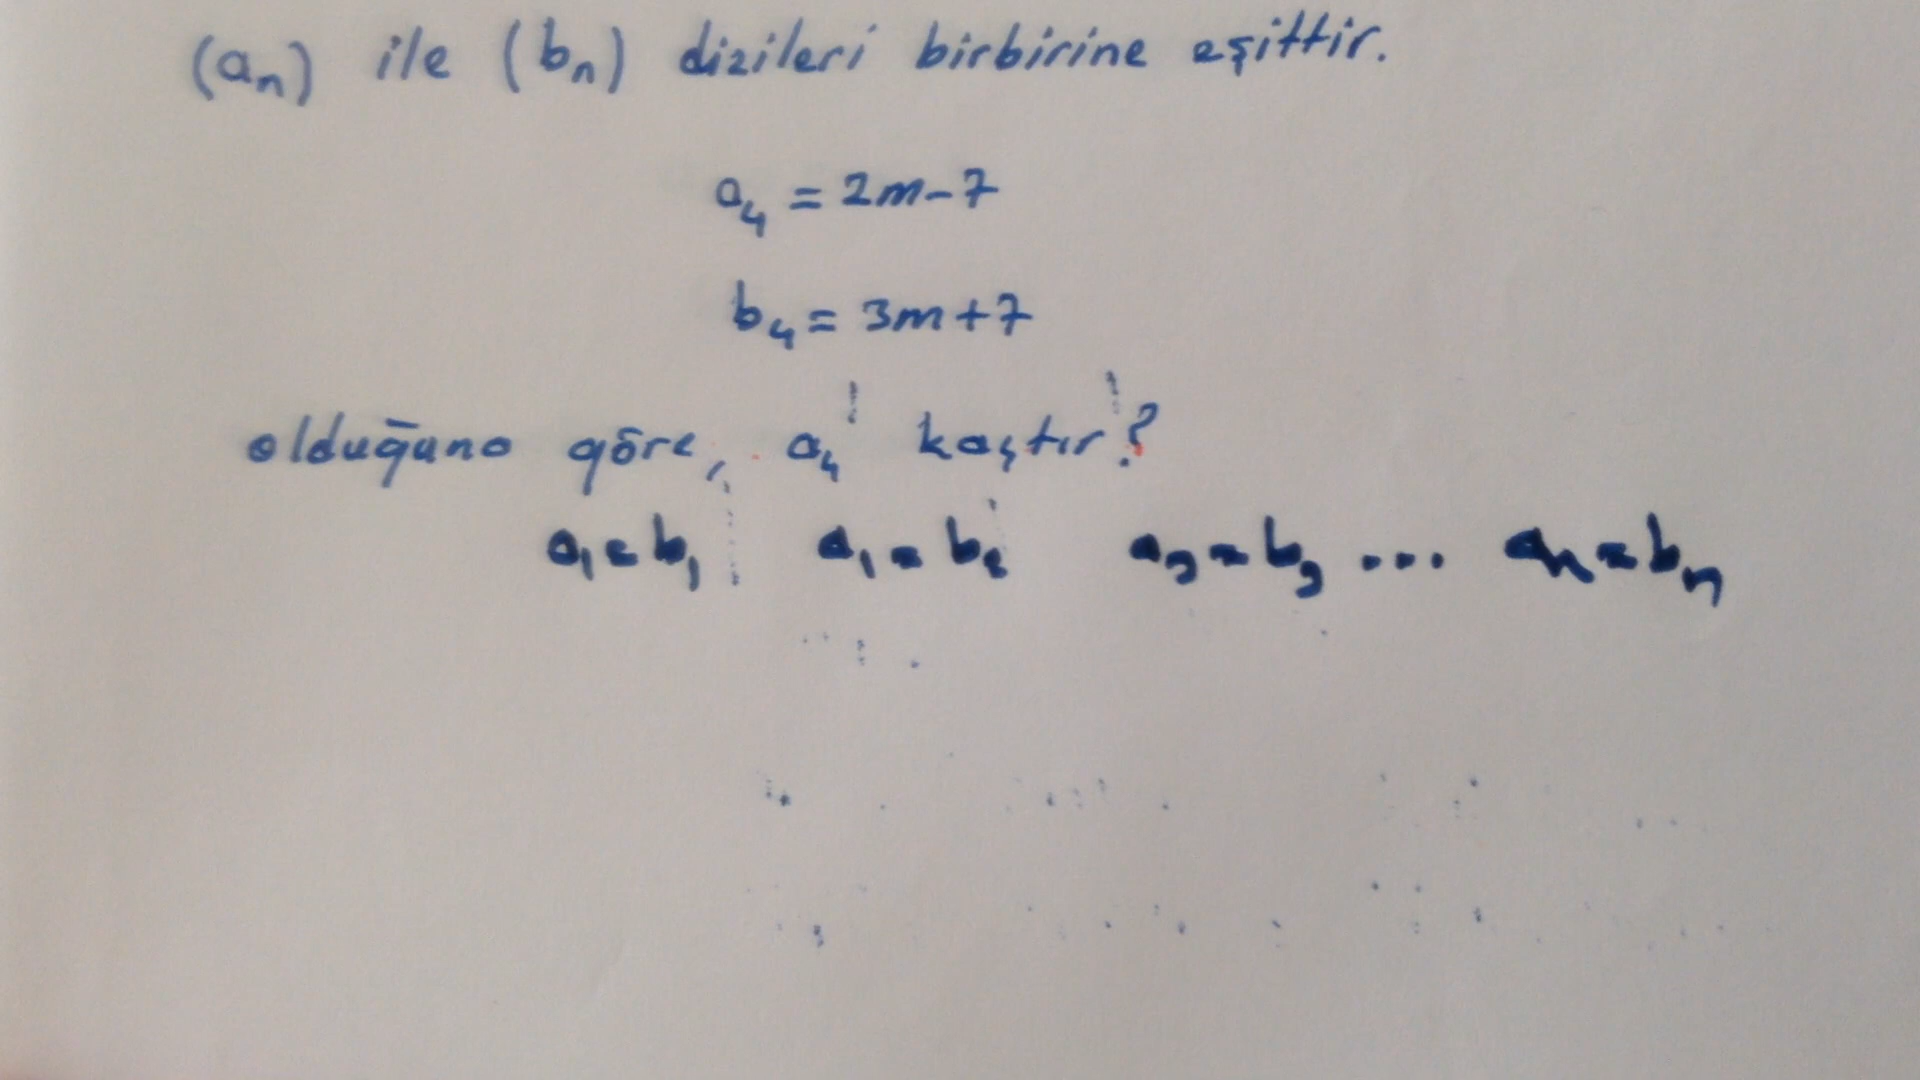 (aₙ) ile (bₙ) dizileri birbirine eşittir.
a₄ = 2m-7
b₄ = 3m+7
olduğuna göre, a₄ kaçtır?
a₁ = b₁ a₁ = b₂ a₃ = b₃ ... aₙ = bₙ